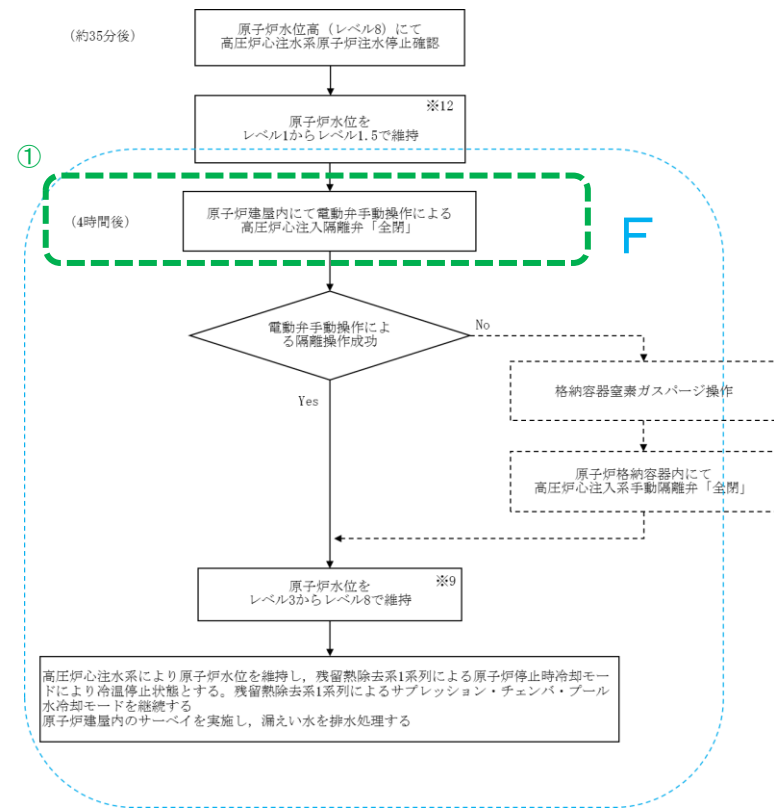 (約35分後)
原子炉水位高（レベル8）にて
高圧炉心注水系原子炉注水停止確認
※12
原子炉水位を
レベル1からレベル1.5で維持
①
(4時間後)
原子炉建屋内にて電動弁手動操作による
高圧炉心注入隔離弁「全閉」
F
電動弁手動操作によ
る隔離操作成功
No
Yes
格納容器窒素ガスパージ操作
原子炉格納容器内にて
高圧炉心注入系手動隔離弁「全閉」
※9
原子炉水位を
レベル3からレベル8で維持
高圧炉心注水系により原子炉水位を維持し，残留熱除去系1系列による原子炉停止時冷却モー
ドにより冷温停止状態とする。残留熱除去系1系列によるサプレッション・チェンバ・プール
水冷却モードを継続する
原子炉建屋内のサーベイを実施し，漏えい水を排水処理する